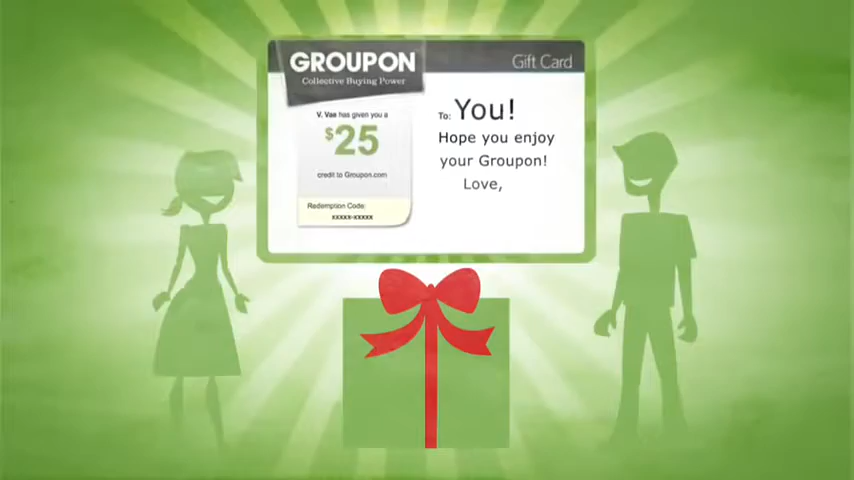 GROUPON
Collective Buying Power
Gift Card
V. Vae has given you a
$25
credit to Groupon.com
Redemption Code:
xxxxx-xxxxx
To: You!
Hope you enjoy
your Groupon!
Love,